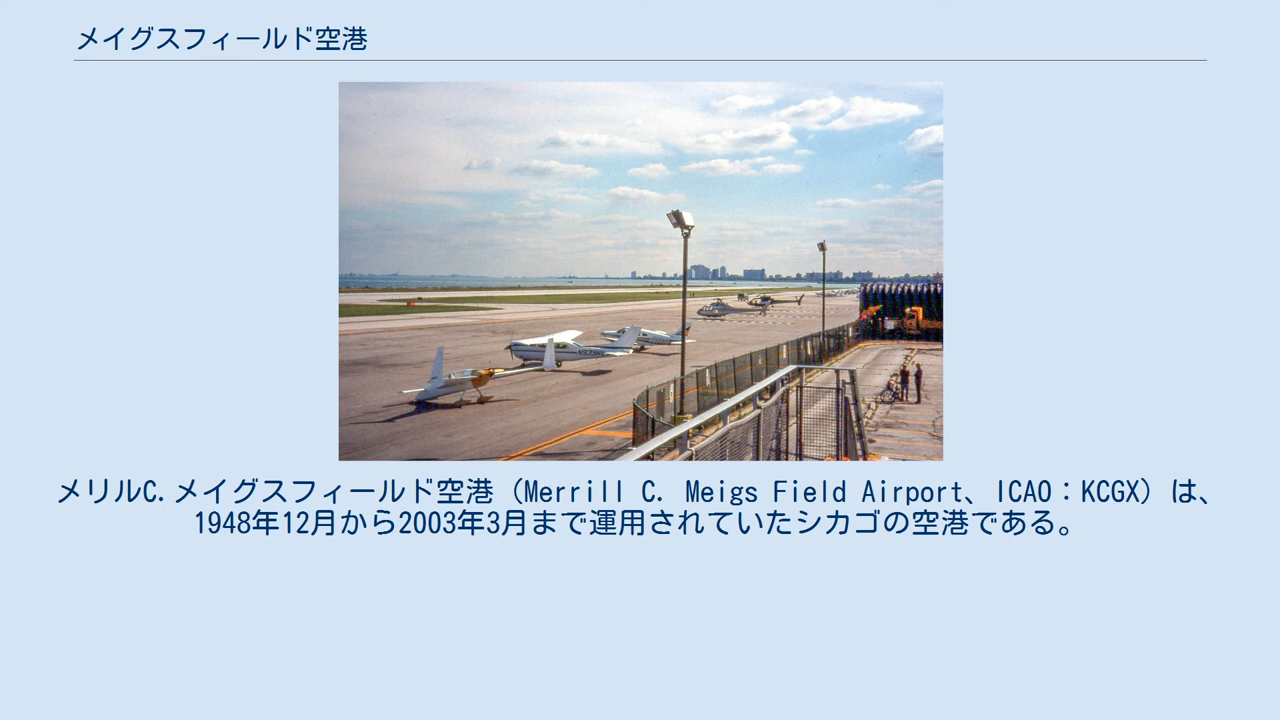 メイグスフィールド空港
メリルC.メイグスフィールド空港（Merrill C. Meigs Field Airport、ICAO：KCGX）は、
1948年12月から2003年3月まで運用されていたシカゴの空港である。